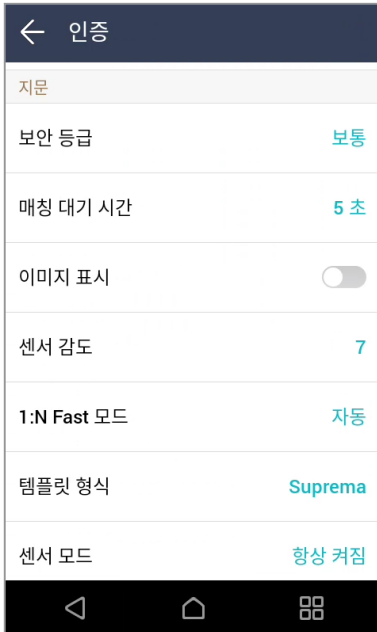 인증
지문
보안 등급 보통
매칭 대기 시간 5 초
이미지 표시
센서 감도 7
1:N Fast 모드 자동
템플릿 형식 Suprema
센서 모드 항상 켜짐